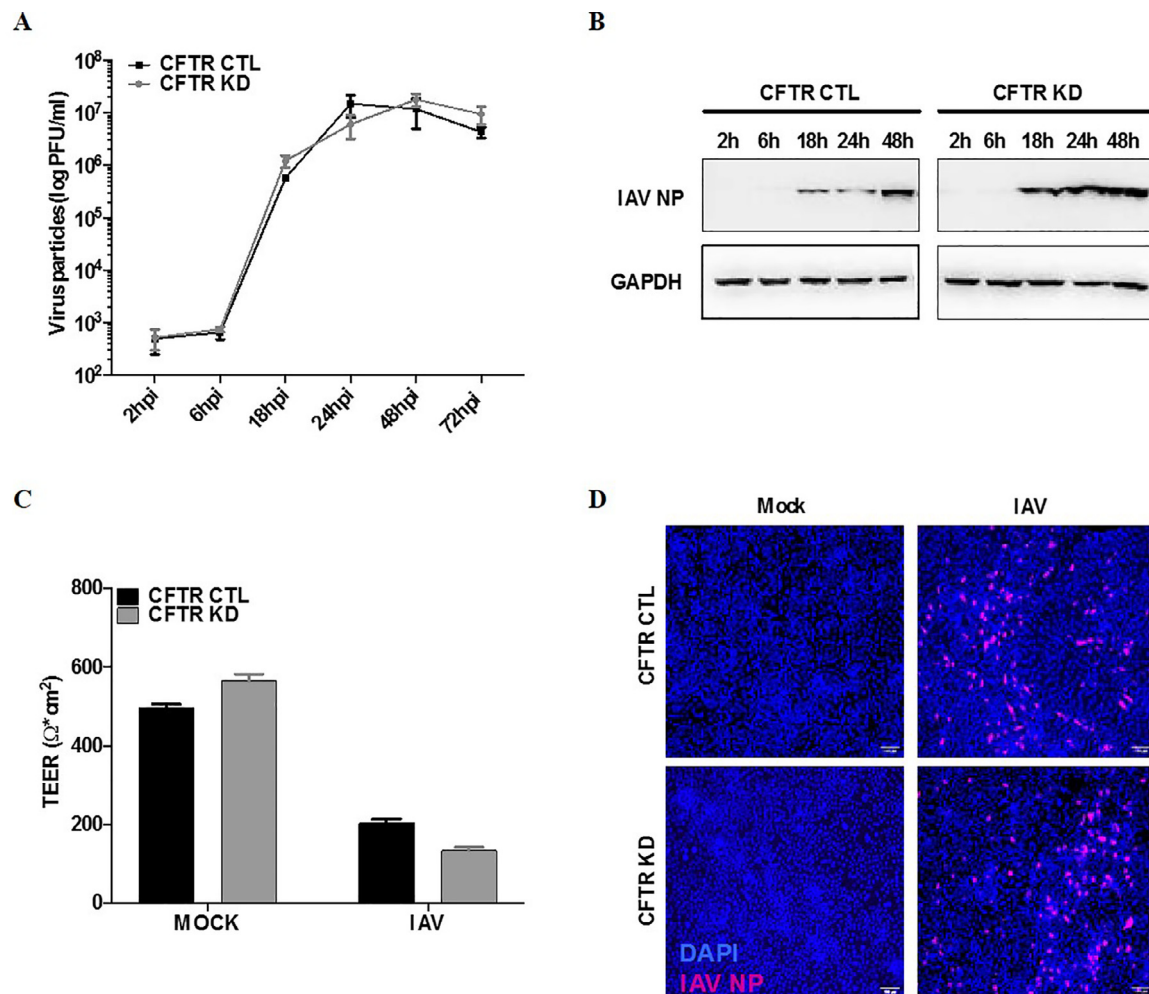 A
CFTR CTL
CFTR KD
Virus particles (log PFU/ml)
10^8
10^7
10^6
10^5
10^4
10^3
10^2
2hpi
6hpi
18hpi
24hpi
48hpi
72hpi
B
CFTR CTL
CFTR KD
2h 6h 18h 24h 48h
2h 6h 18h 24h 48h
IAV NP
GAPDH
C
CFTR CTL
CFTR KD
TEER (Ω*cm²)
800
600
400
200
0
MOCK
IAV
D
Mock
IAV
CFTR CTL
CFTR KD
DAPI
IAV NP